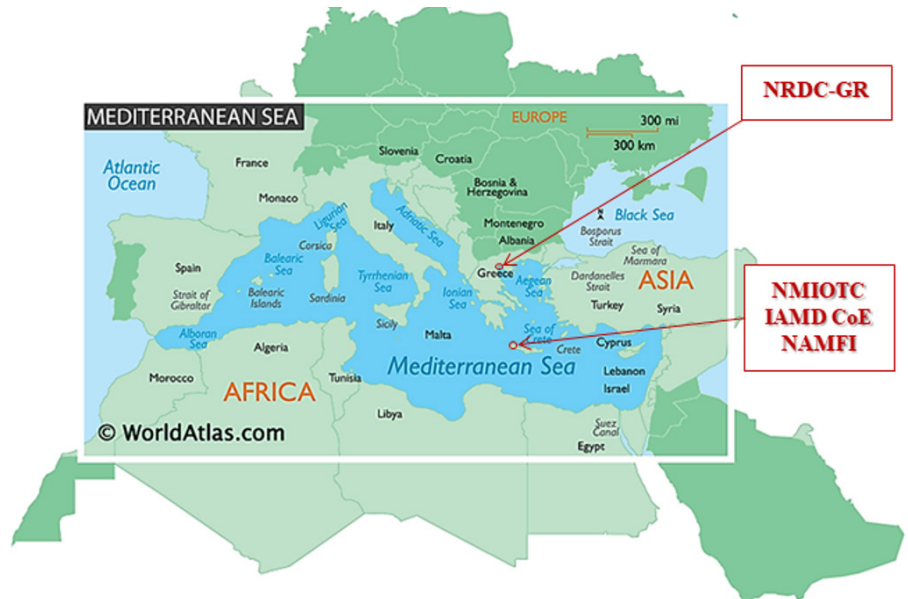 NRDC-GR
MEDITERRANEAN SEA
EUROPE
300 mi
300 km
Slovenia
Croatia
France
Atlantic
Ocean
Bosnia &
Herzegovina
Monaco
Ligurian
Sea
Adriatic Sea
Italy
Montenegro
Albania
N
Black Sea
Bosporus
Strait
Corsica
Sea of
Marmara
Spain
Balearic
Sea
Tyrrhenian
Sea
Ionian
Sea
Greece
Aegean
Sea
Dardanelles
Strait
ASIA
Strait of
Gibraltar
Balearic
Islands
Sardinia
Turkey
Syria
NMIOTC
IAMD CoE
NAMFI
Alboran
Sea
Sicily
Malta
Sea of
Crete
Crete
Cyprus
Algeria
Mediterranean Sea
Lebanon
Israel
Morocco
AFRICA
Tunisia
Libya
Suez
Canal
Egypt
© WorldAtlas.com